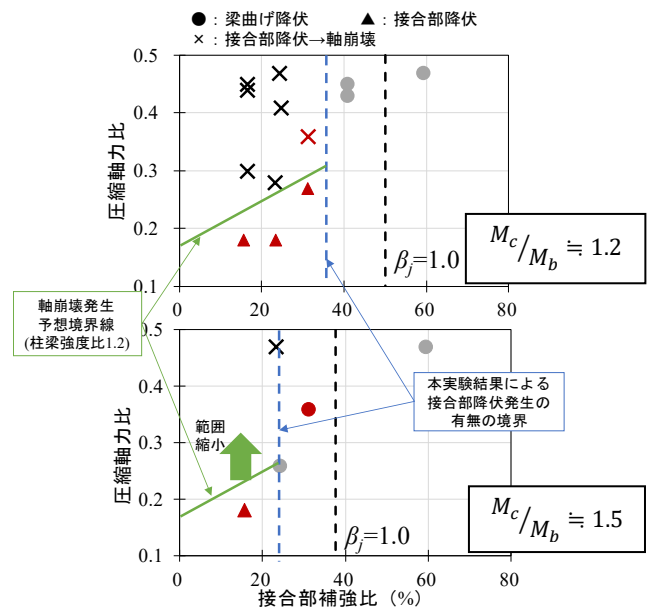 ●：梁曲げ降伏 ▲：接合部降伏
×：接合部降伏→軸崩壊
圧縮軸力比
0.5
0.4
0.3
0.2
0.1
0 20 40 60 80
βj=1.0
Mc/Mb ≒ 1.2
軸崩壊発生
予想境界線
(柱梁強度比1.2)
本実験結果による
接合部降伏発生の
有無の境界
圧縮軸力比
0.5
0.4
0.3
0.2
0.1
範囲
縮小
βj=1.0
Mc/Mb ≒ 1.5
0 20 40 60 80
接合部補強比（%）